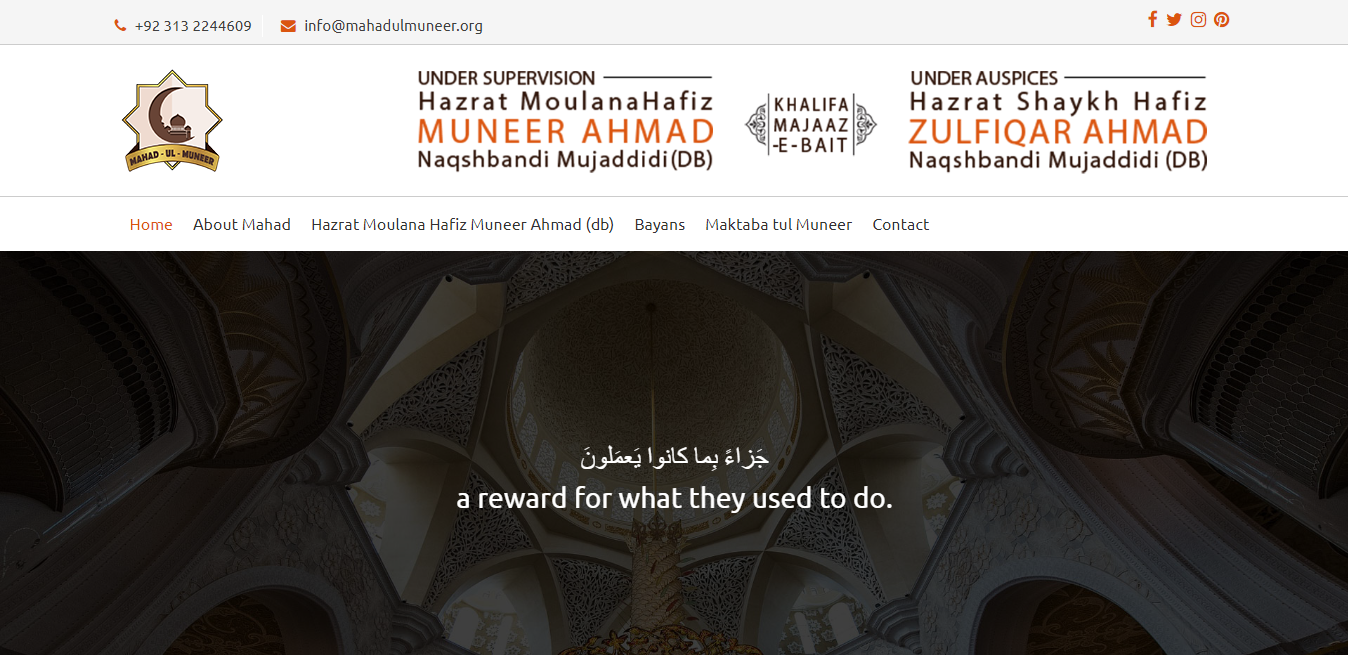 +92 313 2244609
info@mahadulmuneer.org
MAHAD - UL - MUNEER
UNDER SUPERVISION
Hazrat MoulanaHafiz
MUNEER AHMAD
Naqshbandi Mujaddidi(DB)
KHALIFA
MAJAAZ
-E-BAIT
UNDER AUSPICES
Hazrat Shaykh Hafiz
ZULFIQAR AHMAD
Naqshbandi Mujaddidi (DB)
Home About Mahad Hazrat Moulana Hafiz Muneer Ahmad (db) Bayans Maktaba tul Muneer Contact
جَزاءً بِما كانوا يَعمَلونَ
a reward for what they used to do.